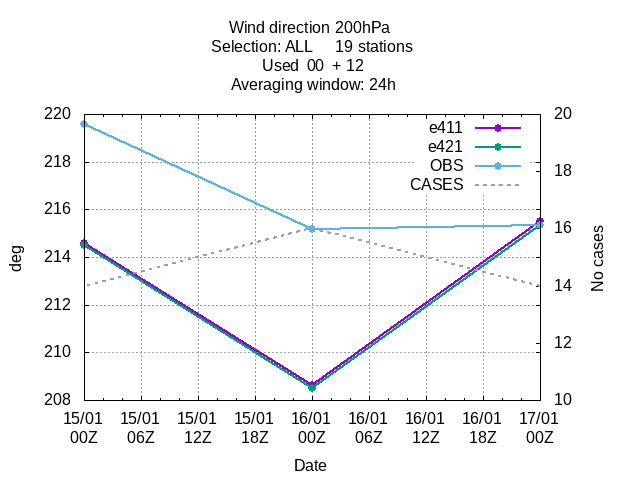 Wind direction 200hPa
Selection: ALL     19 stations
Used  00  + 12
Averaging window: 24h
220
218
216
214
212
210
208
deg
20
18
16
14
12
10
No cases
e411
e421
OBS
CASES
15/01 15/01 15/01 15/01 16/01 16/01 16/01 16/01 17/01
00Z 06Z 12Z 18Z 00Z 06Z 12Z 18Z 00Z
Date